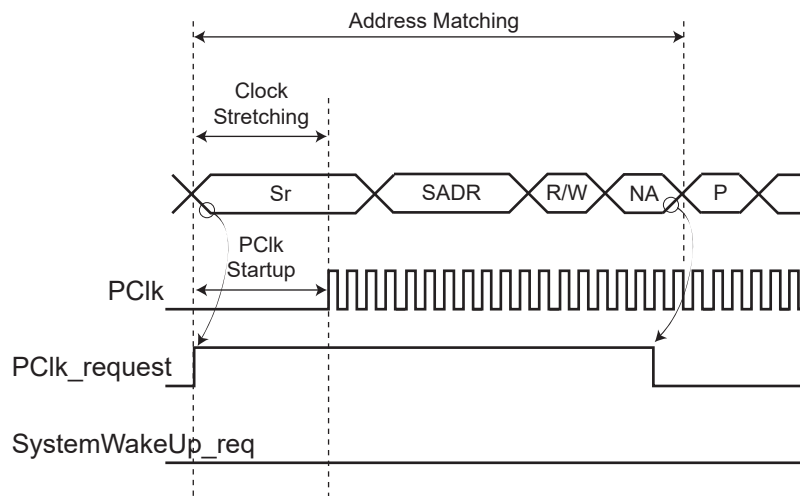 Address Matching
Clock
Stretching
Sr
SADR
R/W
NA
P
PClk
Startup
PClk
PClk_request
SystemWakeUp_req